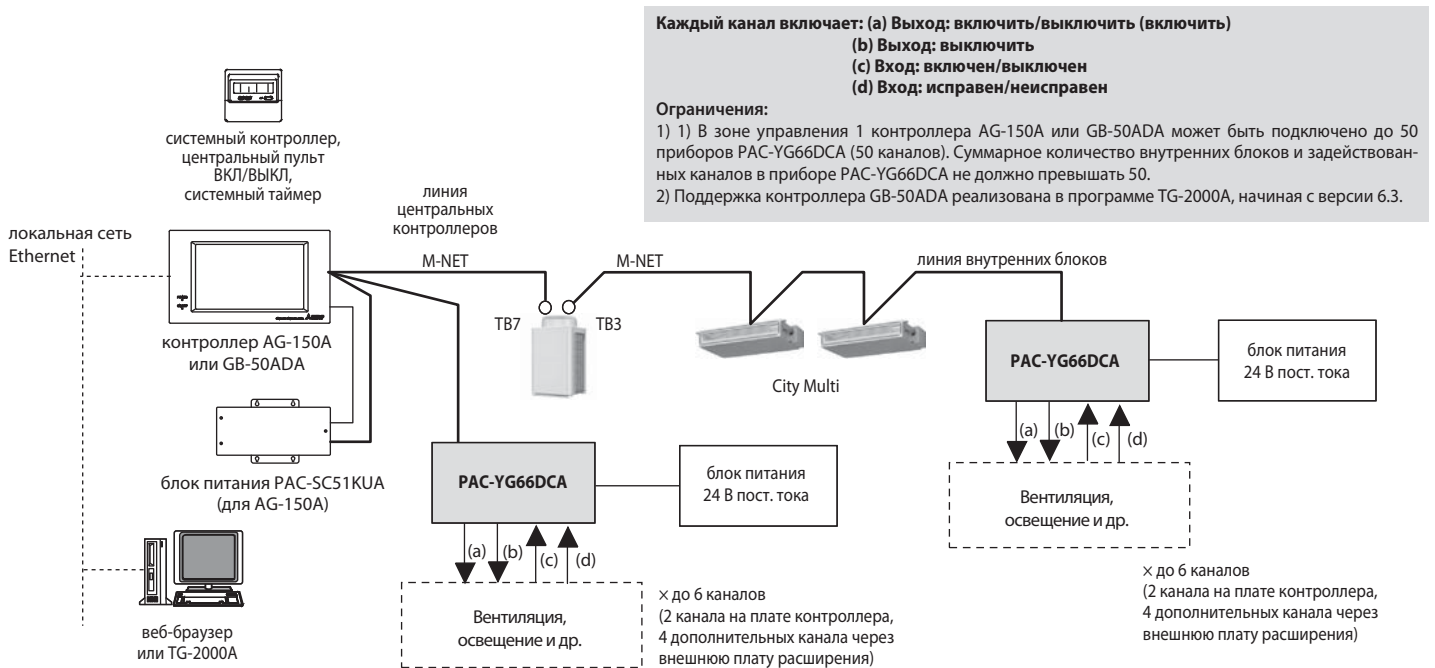 Каждый канал включает: (a) Выход: включить/выключить (включить)
(b) Выход: выключить
(c) Вход: включен/выключен
(d) Вход: исправен/неисправен
Ограничения:
1) 1) В зоне управления 1 контроллера AG-150A или GB-50ADA может быть подключено до 50
приборов PAC-YG66DCA (50 каналов). Суммарное количество внутренних блоков и задействован-
ных каналов в приборе PAC-YG66DCA не должно превышать 50.
2) Поддержка контроллера GB-50ADA реализована в программе TG-2000A, начиная с версии 6.3.
системный контроллер,
центральный пульт
ВКЛ/ВЫКЛ,
системный таймер
линия
центральных
контроллеров
локальная сеть
Ethernet
M-NET
M-NET
линия внутренних блоков
TB7
TB3
контроллер AG-150A
или GB-50ADA
City Multi
PAC-YG66DCA
блок питания
24 В пост. тока
(a)
(b)
(c)
(d)
Вентиляция,
освещение и др.
× до 6 каналов
(2 канала на плате контроллера,
4 дополнительных канала через
внешнюю плату расширения)
блок питания PAC-SC51KUA
(для AG-150A)
PAC-YG66DCA
блок питания
24 В пост. тока
(a)
(b)
(c)
(d)
Вентиляция,
освещение и др.
× до 6 каналов
(2 канала на плате контроллера,
4 дополнительных канала через
внешнюю плату расширения)
веб-браузер
или TG-2000A